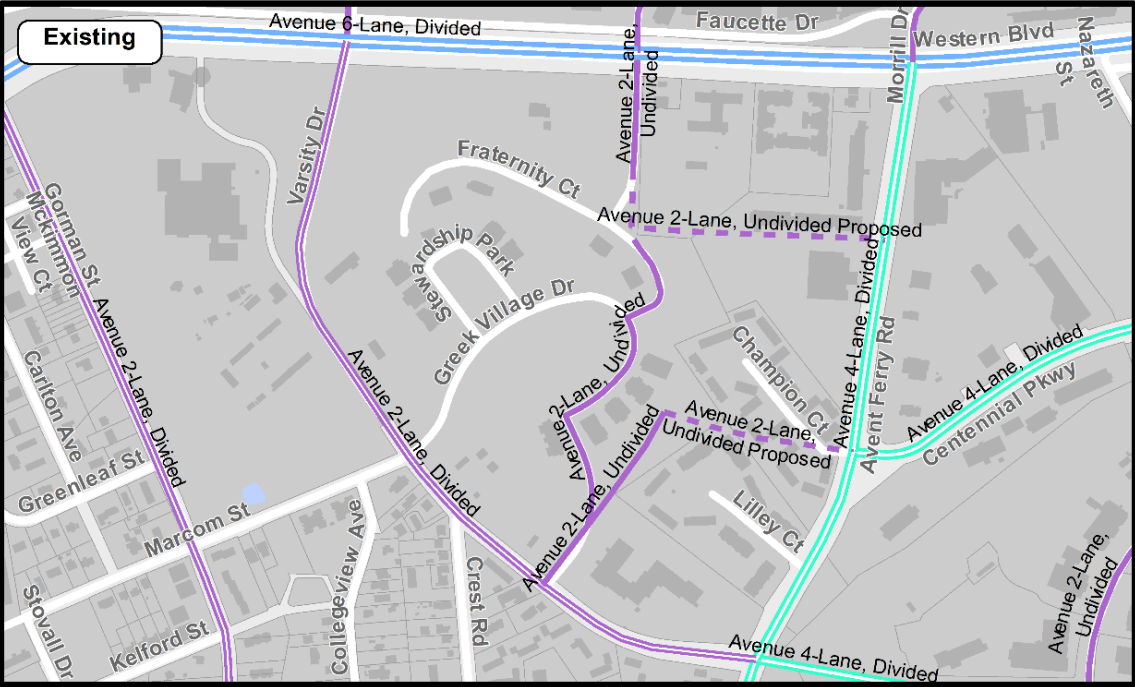 Existing
Avenue 6-Lane, Divided
Faucette Dr
Morrill Dr
Western Blvd
Nazareth
St
Avenue 2-Lane,
Undivided
Varsity Dr
Fraternity Ct
Avenue 2-Lane, Undivided Proposed
Gorman St
Mckimmon
View Ct
Stewardship Park
Greek Village Dr
Avenue 2-Lane, Divided
Avenue 2-Lane, Divided
Avenue 2-Lane, Undivided
Champion Ct
Avenue 4-Lane, Divided
Avent Ferry Rd
Avenue 4-Lane, Divided
Centennial Pkwy
Carlton Ave
Avenue 2-Lane,
Undivided Proposed
Avenue 2-Lane, Undivided
Greenleaf St
Marcom St
Lilley Ct
Collegeview Ave
Crest Rd
Avenue 2-Lane,
Undivided
Stovall Dr
Kelford St
Avenue 4-Lane, Divided